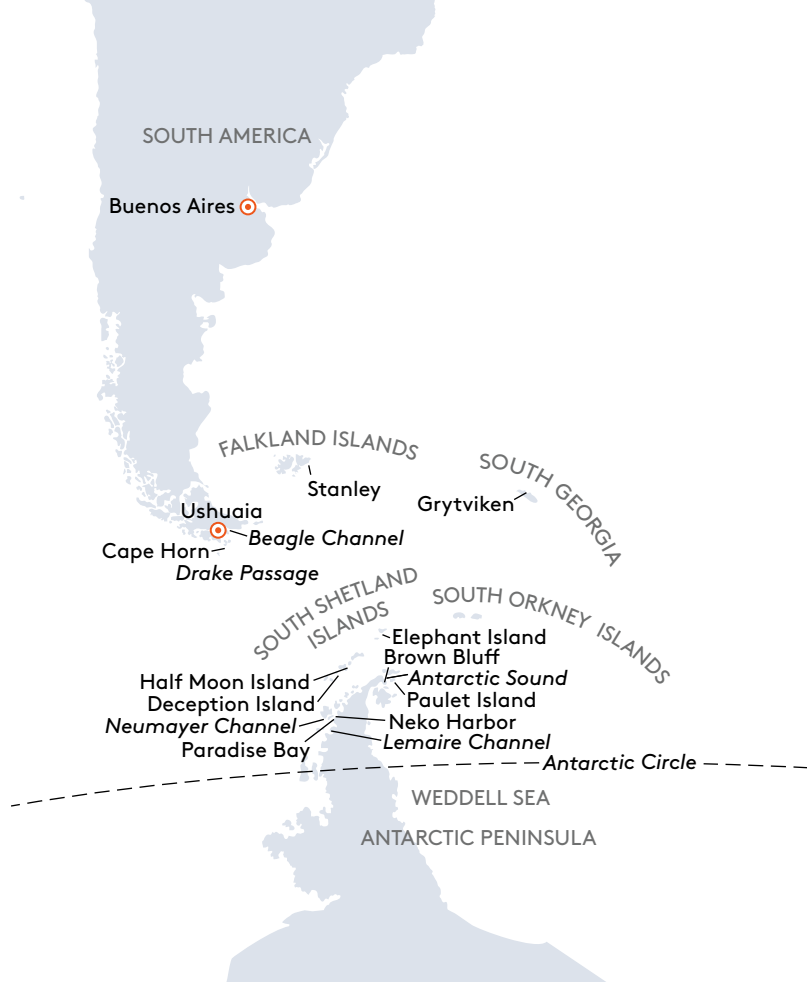 SOUTH AMERICA
Buenos Aires
FALKLAND ISLANDS
Stanley
SOUTH GEORGIA
Grytviken
Ushuaia
Beagle Channel
Cape Horn
Drake Passage
SOUTH SHETLAND
ISLANDS
SOUTH ORKNEY ISLANDS
Elephant Island
Brown Bluff
Half Moon Island
Antarctic Sound
Deception Island
Paulet Island
Neumayer Channel
Neko Harbor
Paradise Bay
Lemaire Channel
Antarctic Circle
WEDDELL SEA
ANTARCTIC PENINSULA